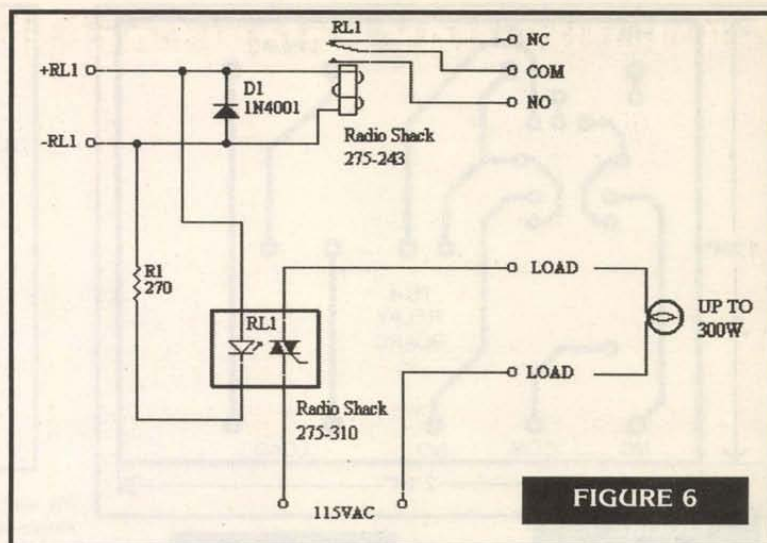 RL1
NC
+RL1
COM
D1
1N4001
NO
-RL1
Radio Shack
275-243
R1
270
LOAD
RL1
UP TO
300W
LOAD
Radio Shack
275-310
115VAC
FIGURE 6